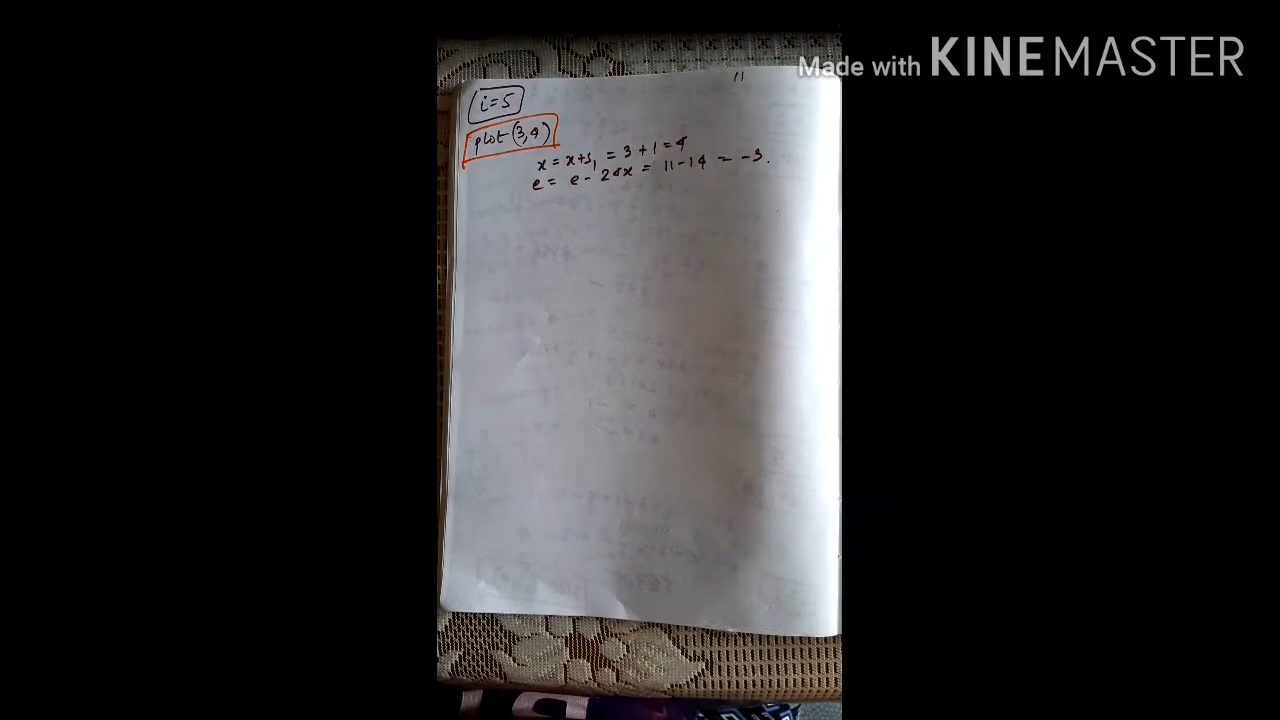 Made with KINEMASTER
11
i=5
plot(3,4)
x = x+s₁ = 3+1=4
e = e - 2Δx = 11-14 = -3.